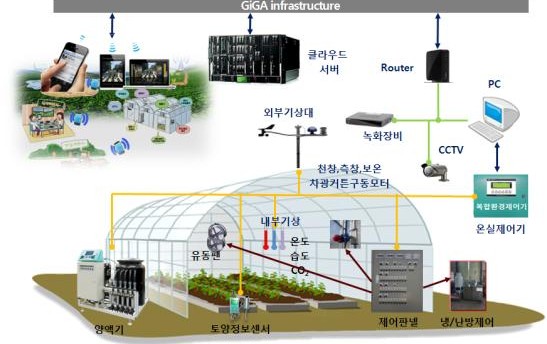 GiGA infrastructure
클라우드
서버
Router
PC
외부기상대
녹화장비
CCTV
천창,측창,보온
차광커튼구동모터
복합환경제어기
온실제어기
내부기상
유동팬
온도
습도
CO₂
양액기
토양정보센서
제어판넬
냉/난방제어